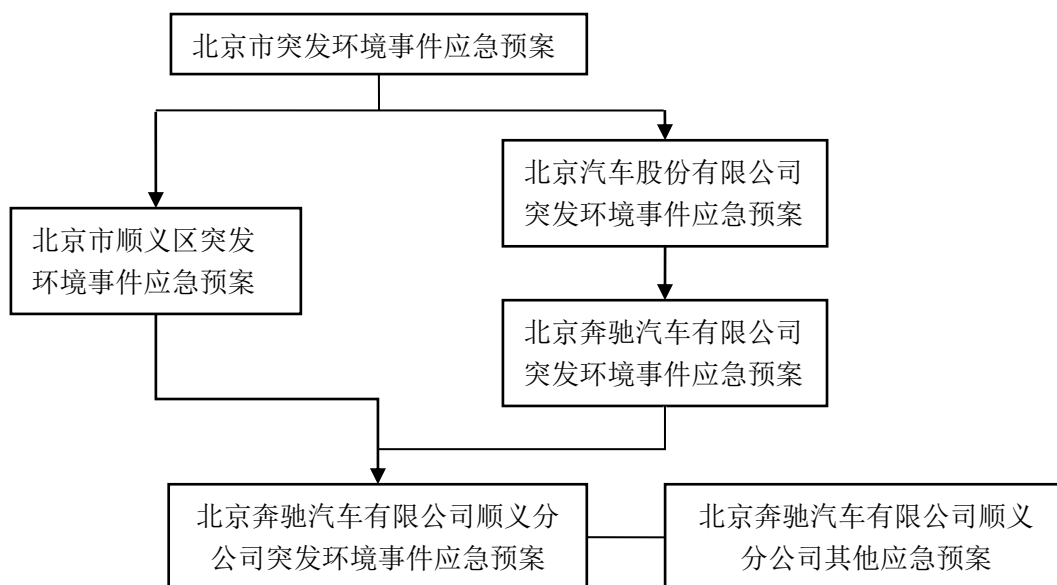 北京市突发环境事件应急预案
北京汽车股份有限公司
突发环境事件应急预案
北京市顺义区突发
环境事件应急预案
北京奔驰汽车有限公司
突发环境事件应急预案
北京奔驰汽车有限公司顺义分
公司突发环境事件应急预案
北京奔驰汽车有限公司顺义
分公司其他应急预案